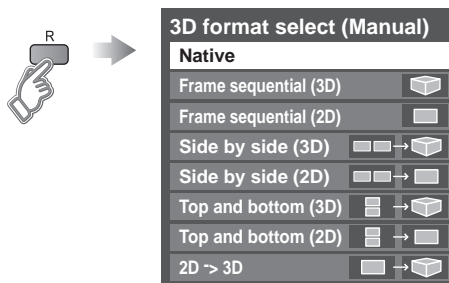 R
3D format select (Manual)
Native
Frame sequential (3D)
Frame sequential (2D)
Side by side (3D)
Side by side (2D)
Top and bottom (3D)
Top and bottom (2D)
2D -> 3D